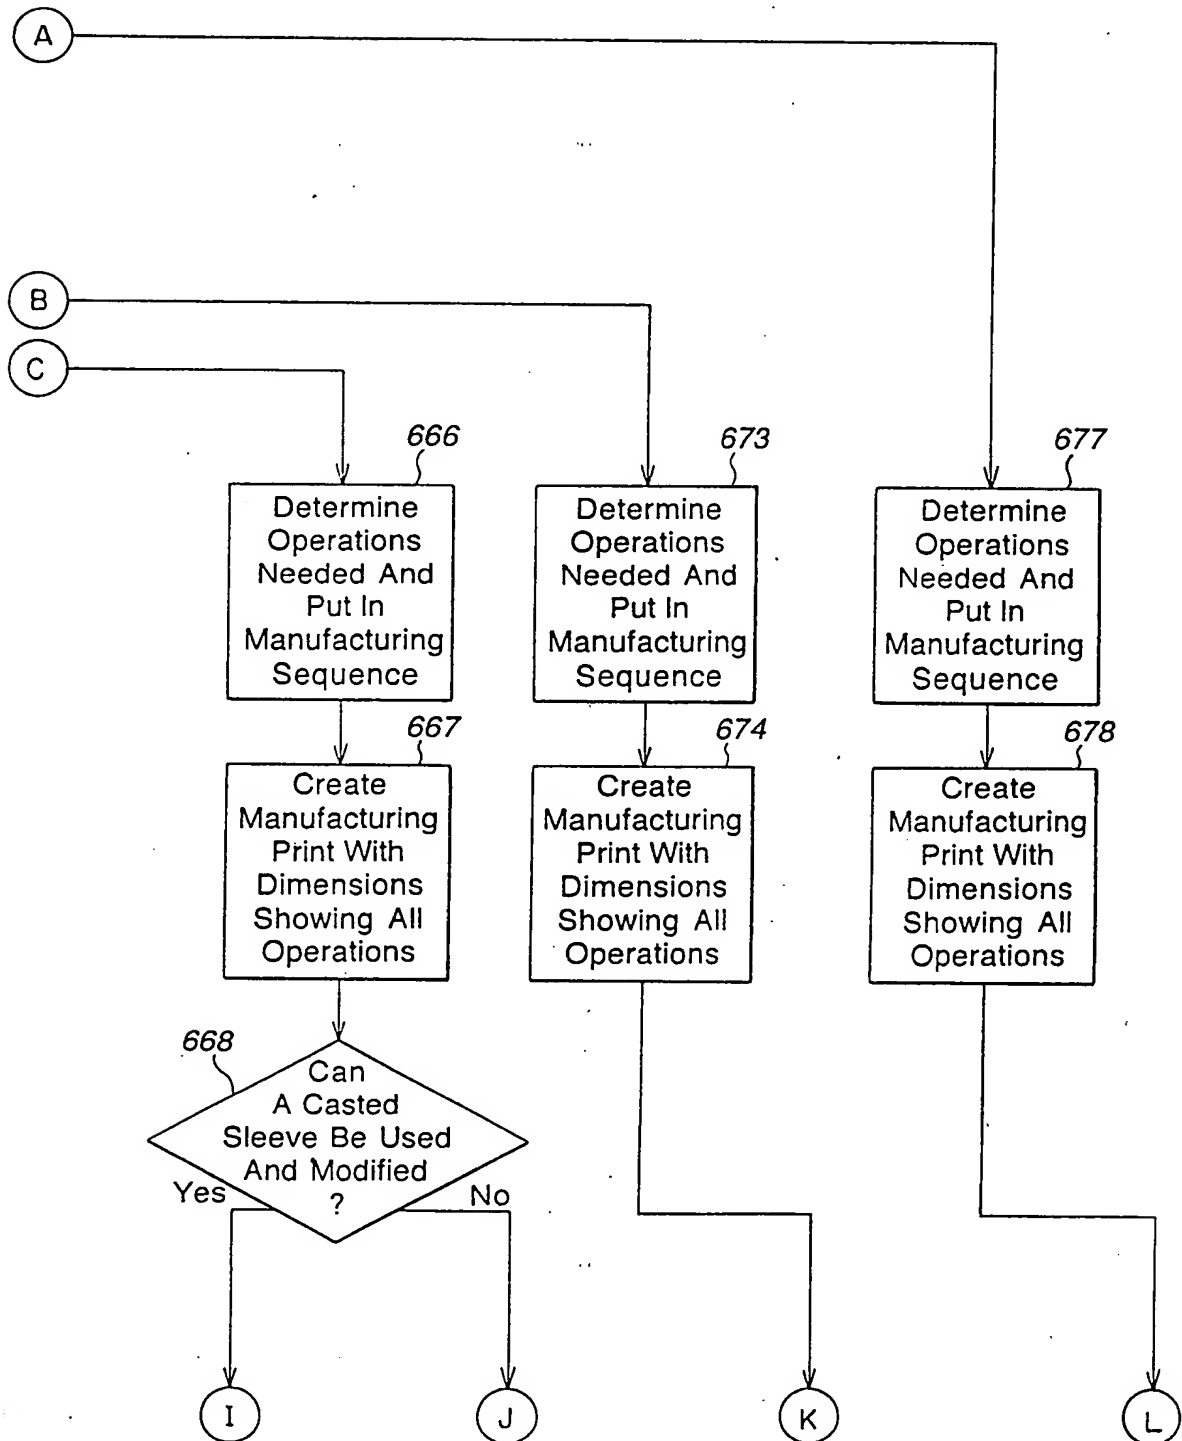 A
B
C
666
Determine
Operations
Needed And
Put In
Manufacturing
Sequence
673
Determine
Operations
Needed And
Put In
Manufacturing
Sequence
677
Determine
Operations
Needed And
Put In
Manufacturing
Sequence
667
Create
Manufacturing
Print With
Dimensions
Showing All
Operations
674
Create
Manufacturing
Print With
Dimensions
Showing All
Operations
678
Create
Manufacturing
Print With
Dimensions
Showing All
Operations
668
Can
A Casted
Sleeve Be Used
And Modified
?
Yes
No
I
J
K
L